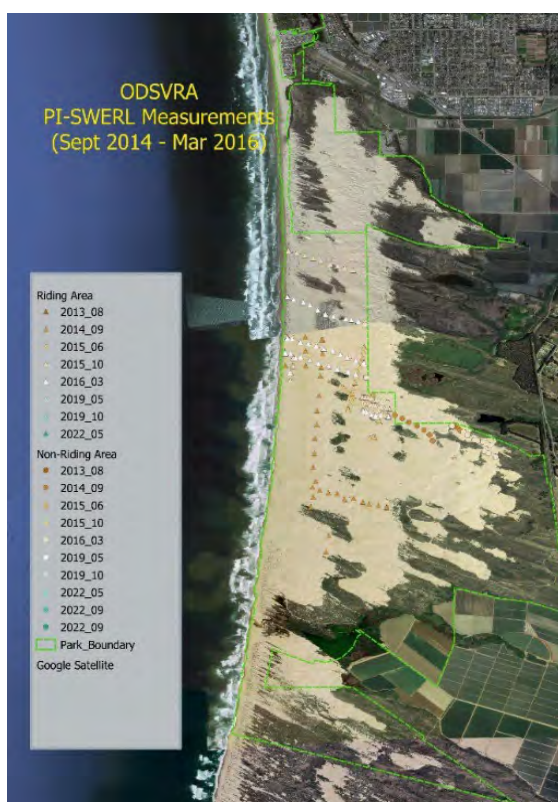 ODSVRA
PI-SWERL Measurements
(Sept 2014 - Mar 2016)
Riding Area
2013_08
2014_09
2015_06
2015_10
2016_03
2019_05
2019_10
2022_05
Non-Riding Area
2013_08
2014_09
2015_06
2015_10
2016_03
2019_05
2019_10
2022_05
2022_09
2022_09
Park_Boundary
Google Satellite